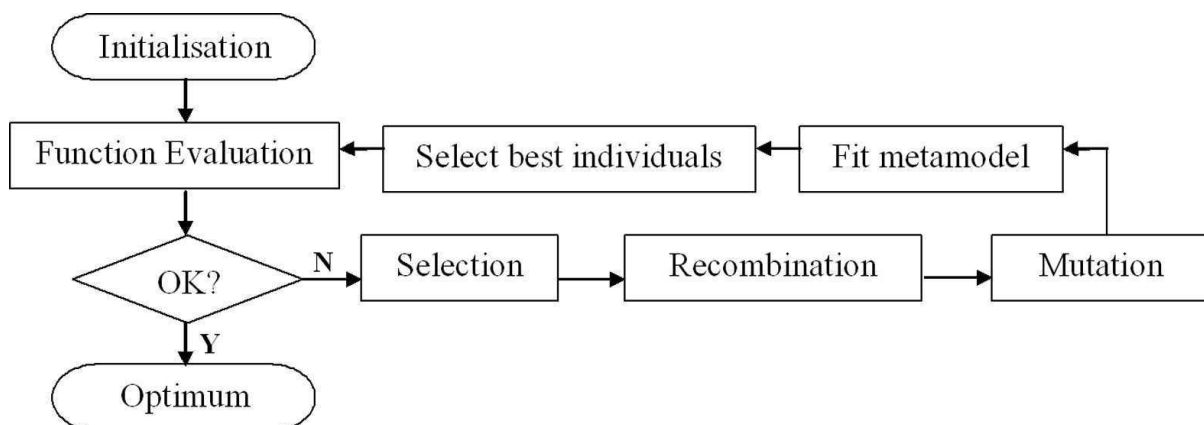 Initialisation
Function Evaluation
Select best individuals
Fit metamodel
OK?
N
Selection
Recombination
Mutation
Y
Optimum